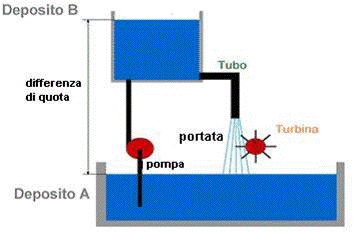 Deposito B
differenza
di quota
Tubo
portata
Turbina
pompa
Deposito A